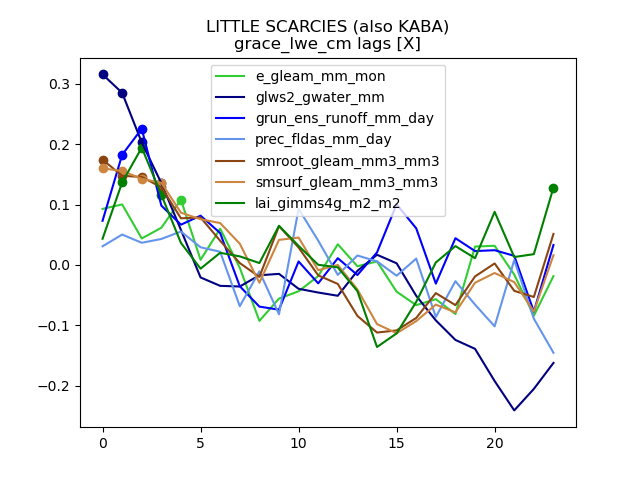 LITTLE SCARCIES (also KABA)
grace_lwe_cm lags [X]
e_gleam_mm_mon
glws2_gwater_mm
grun_ens_runoff_mm_day
prec_fldas_mm_day
smroot_gleam_mm3_mm3
smsurf_gleam_mm3_mm3
lai_gimms4g_m2_m2
0.3
0.2
0.1
0.0
−0.1
−0.2
0 5 10 15 20